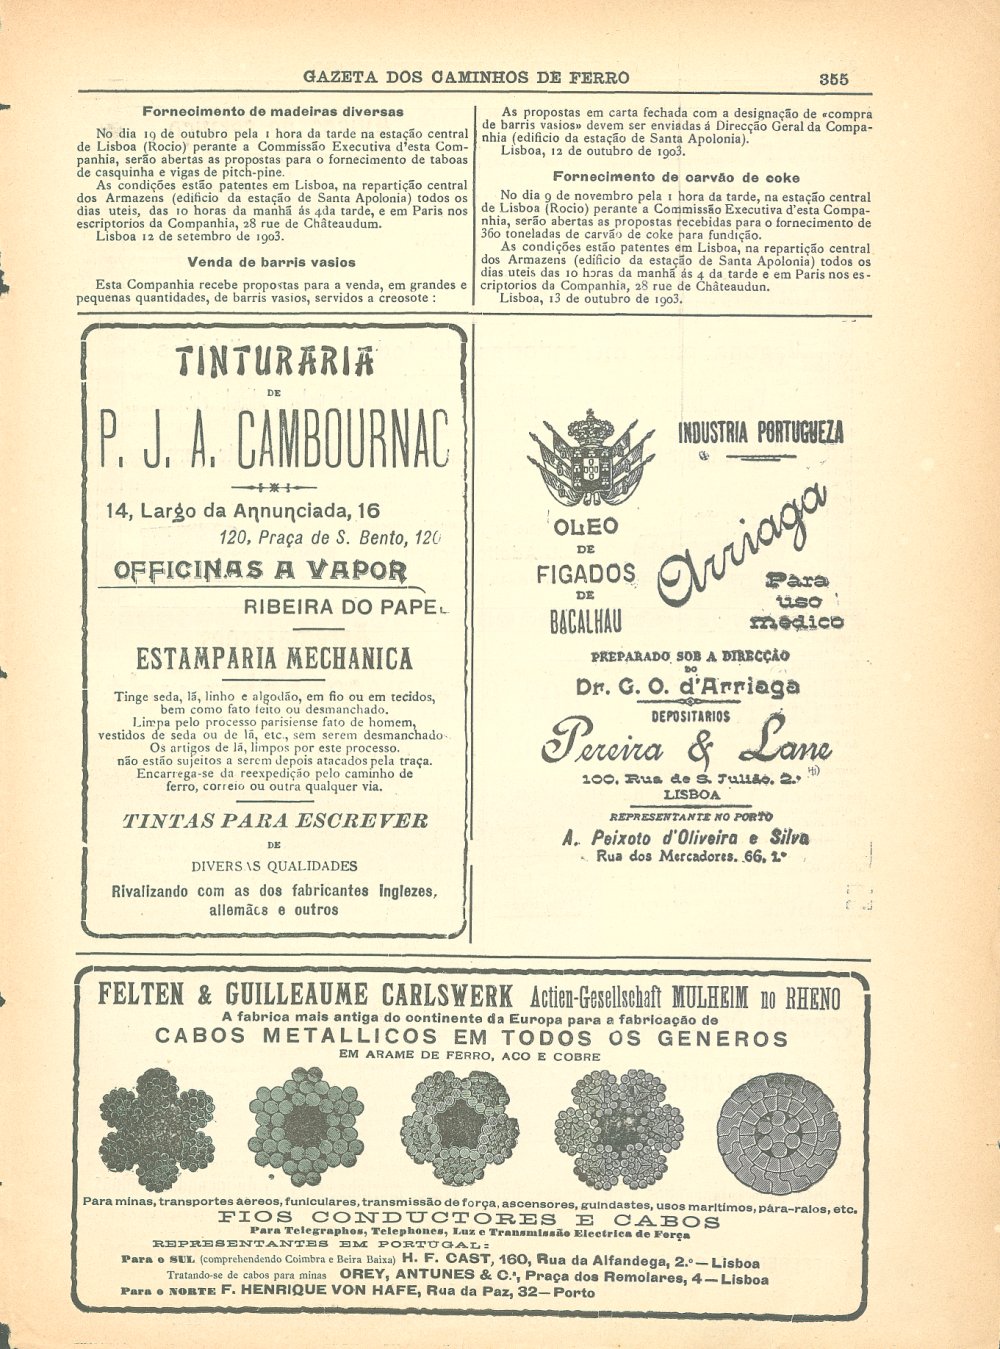 GAZETA DOS CAMINHOS DE FERRO 355
Fornecimento de madeiras diversas
No dia 19 de outubro pela 1 hora da tarde na estação central
de Lisboa (Rocio) perante a Commissão Executiva d'esta Com-
panhia, serão abertas as propostas para o fornecimento de taboas
de casquinha e vigas de pitch-pine.
As condições estão patentes em Lisboa, na repartição central
dos Armazens (edificio da estação de Santa Apolonia) todos os
dias uteis, das 10 horas da manhã ás 4da tarde, e em Paris nos
escriptorios da Companhia, 28 rue de Châteaudum.
Lisboa 12 de setembro de 1903.
Venda de barris vasios
Esta Companhia recebe propostas para a venda, em grandes e
pequenas quantidades, de barris vasios, servidos a creosote :
As propostas em carta fechada com a designação de «compra
de barris vasios» devem ser enviadas á Direcção Geral da Compa-
nhia (edificio da estação de Santa Apolonia).
Lisboa, 12 de outubro de 1903.
Fornecimento de carvão de coke
No dia 9 de novembro pela 1 hora da tarde, na estação central
de Lisboa (Rocio) perante a Commissão Executiva d'esta Compa-
nhia, serão abertas as propostas recebidas para o fornecimento de
360 toneladas de carvão de coke para fundição.
As condições estão patentes em Lisboa, na repartição central
dos Armazens (edificio da estação de Santa Apolonia) todos os
dias uteis das 10 horas da manhã ás 4 da tarde e em Paris nos es-
criptorios da Companhia, 28 rue de Châteaudun.
Lisboa, 13 de outubro de 1903.
TINTURARIA
DE
P. J. A. CAMBOURNAC
14, Largo da Annunciada, 16
120, Praça de S. Bento, 120
OFFICINAS A VAPOR
RIBEIRA DO PAPEL
ESTAMPARIA MECHANICA
Tinge seda, lã, linho e algodão, em fio ou em tecidos,
bem como fato feito ou desmanchado.
Limpa pelo processo parisiense fato de homem,
vestidos de seda ou de lã, etc., sem serem desmanchado
Os artigos de lã, limpos por este processo.
não estão sujeitos a serem depois atacados pela traça.
Encarrega-se da reexpedição pelo caminho de
ferro, correio ou outra qualquer via.
TINTAS PARA ESCREVER
DE
DIVERSAS QUALIDADES
Rivalizando com as dos fabricantes inglezes,
allemães e outros
INDUSTRIA PORTUGUEZA
OLEO
DE
FIGADOS
DE
BACALHAU
Arriaga
Para
uso
medico
PREPARADO SOB A DIRECÇÃO
DO
Dr. G. O. d'Arriaga
DEPOSITARIOS
Pereira & Lane
100, Rua de S. Julião, 2.º
LISBOA
REPRESENTANTE NO PORTO
A. Peixoto d'Oliveira e Silva
Rua dos Mercadores, 66, 1.º
FELTEN & GUILLEAUME CARLSWERK Actien-Gesellschaft MULHEIM no RHENO
A fabrica mais antiga do continente da Europa para a fabricação de
CABOS METALLICOS EM TODOS OS GENEROS
EM ARAME DE FERRO, ACO E COBRE
Para minas, transportes aereos, funiculares, transmissão de força, ascensores, guindastes, usos maritimos, pára-raios, etc.
FIOS CONDUCTORES E CABOS
Para Telegraphos, Telephones, Luz e Transmissão Electrica de Força
REPRESENTANTES EM PORTUGAL:
Para o SUL (comprehendendo Coimbra e Beira Baixa) H. F. CAST, 160, Rua da Alfandega, 2.º — Lisboa
Tratando-se de cabos para minas OREY, ANTUNES & C.ª, Praça dos Remolares, 4 — Lisboa
Para o NORTE F. HENRIQUE VON HAFE, Rua da Paz, 32 — Porto